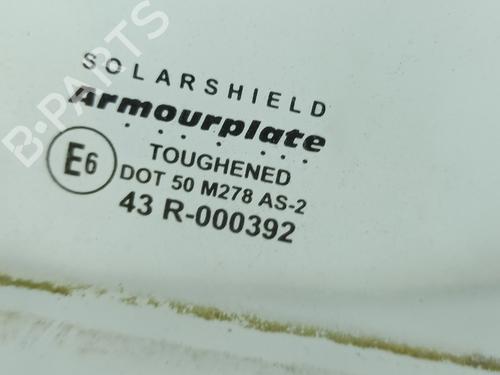 B-PARTS
SOLARSHIELD
Armourplate
TOUGHENED
E6
DOT 50 M278 AS-2
43 R-000392